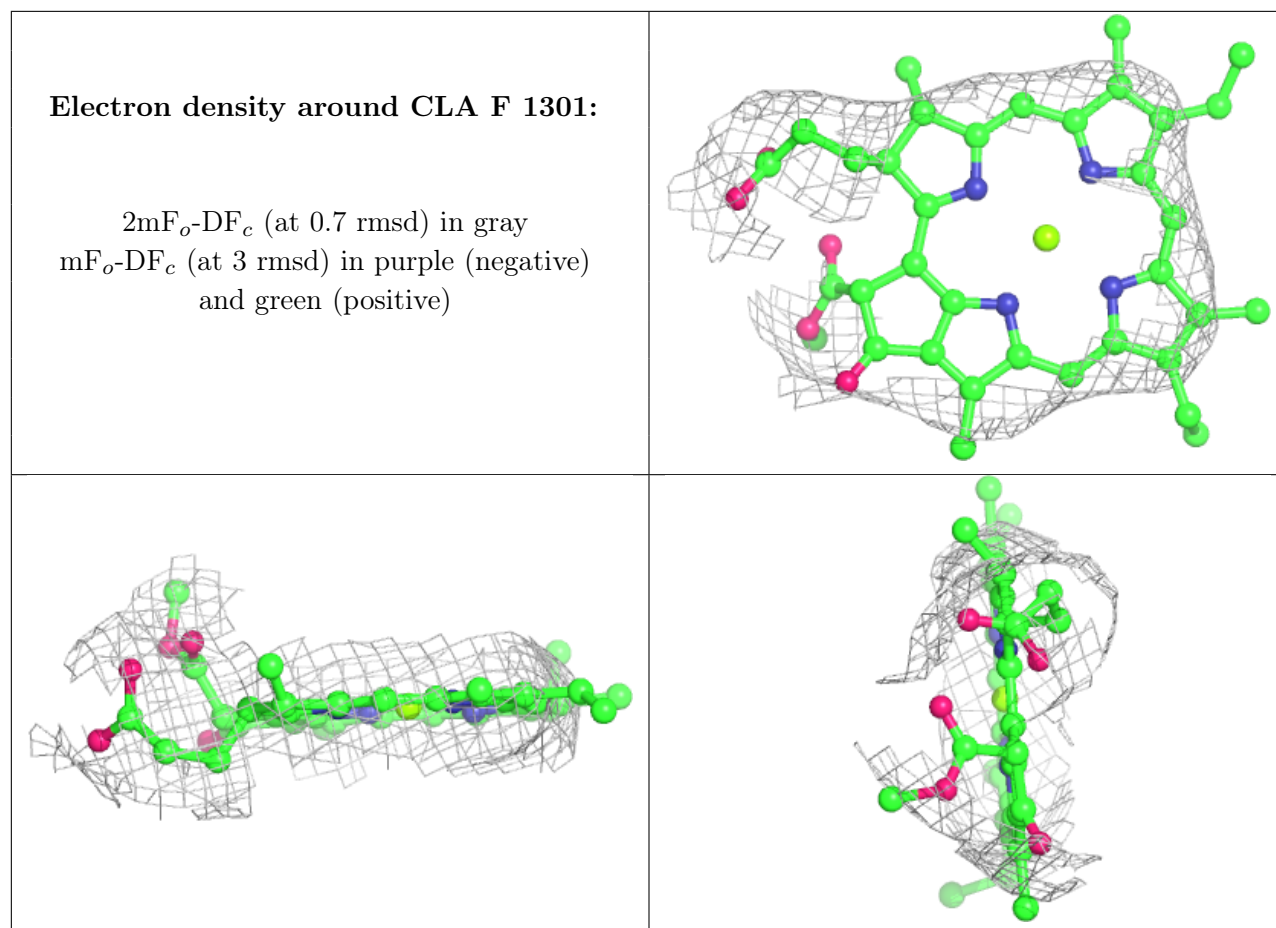 Electron density around CLA F 1301:
2mFo-DFc (at 0.7 rmsd) in gray
mFo-DFc (at 3 rmsd) in purple (negative)
and green (positive)